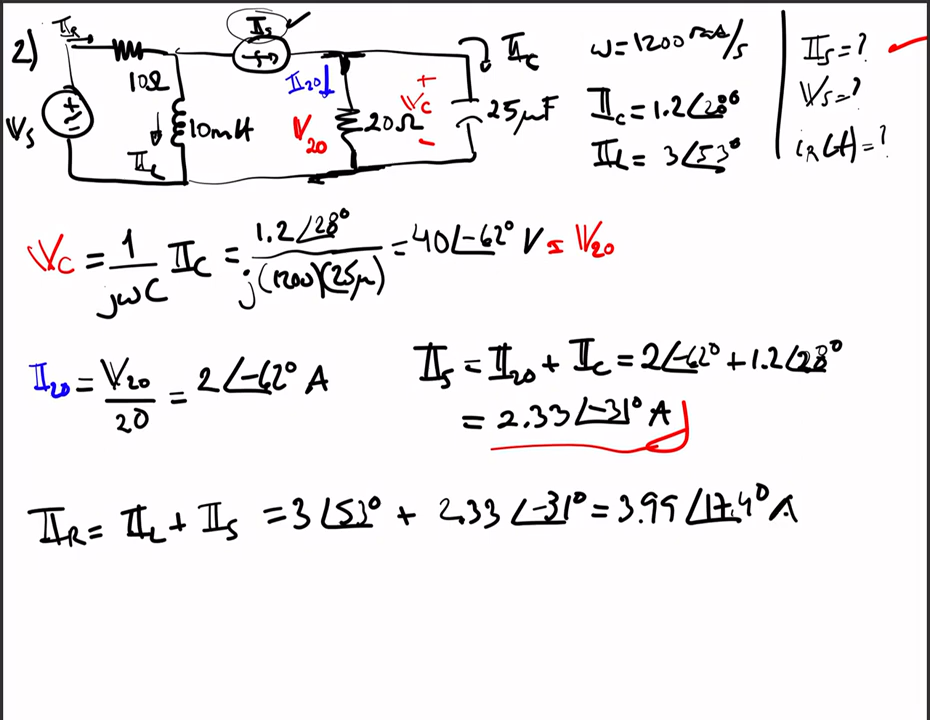 2)
I_R
I_S
10Ω
V_S
10mH
I_L
I_20
V_20
20Ω
+
V_C
-
I_C
25μF
ω = 1200 rad/s
I_C = 1.2∠28°
I_L = 3∠53°
I_S = ?
V_S = ?
i_R(t) = ?
V_C = 1/(jωC) I_C = 1.2∠28° / (j(1200)(25μ)) = 40∠-62° V = V_20
I_20 = V_20/20 = 2∠-62° A
I_S = I_20 + I_C = 2∠-62° + 1.2∠28°
= 2.33∠-31° A
I_R = I_L + I_S = 3∠53° + 2.33∠-31° = 3.99∠17.4° A